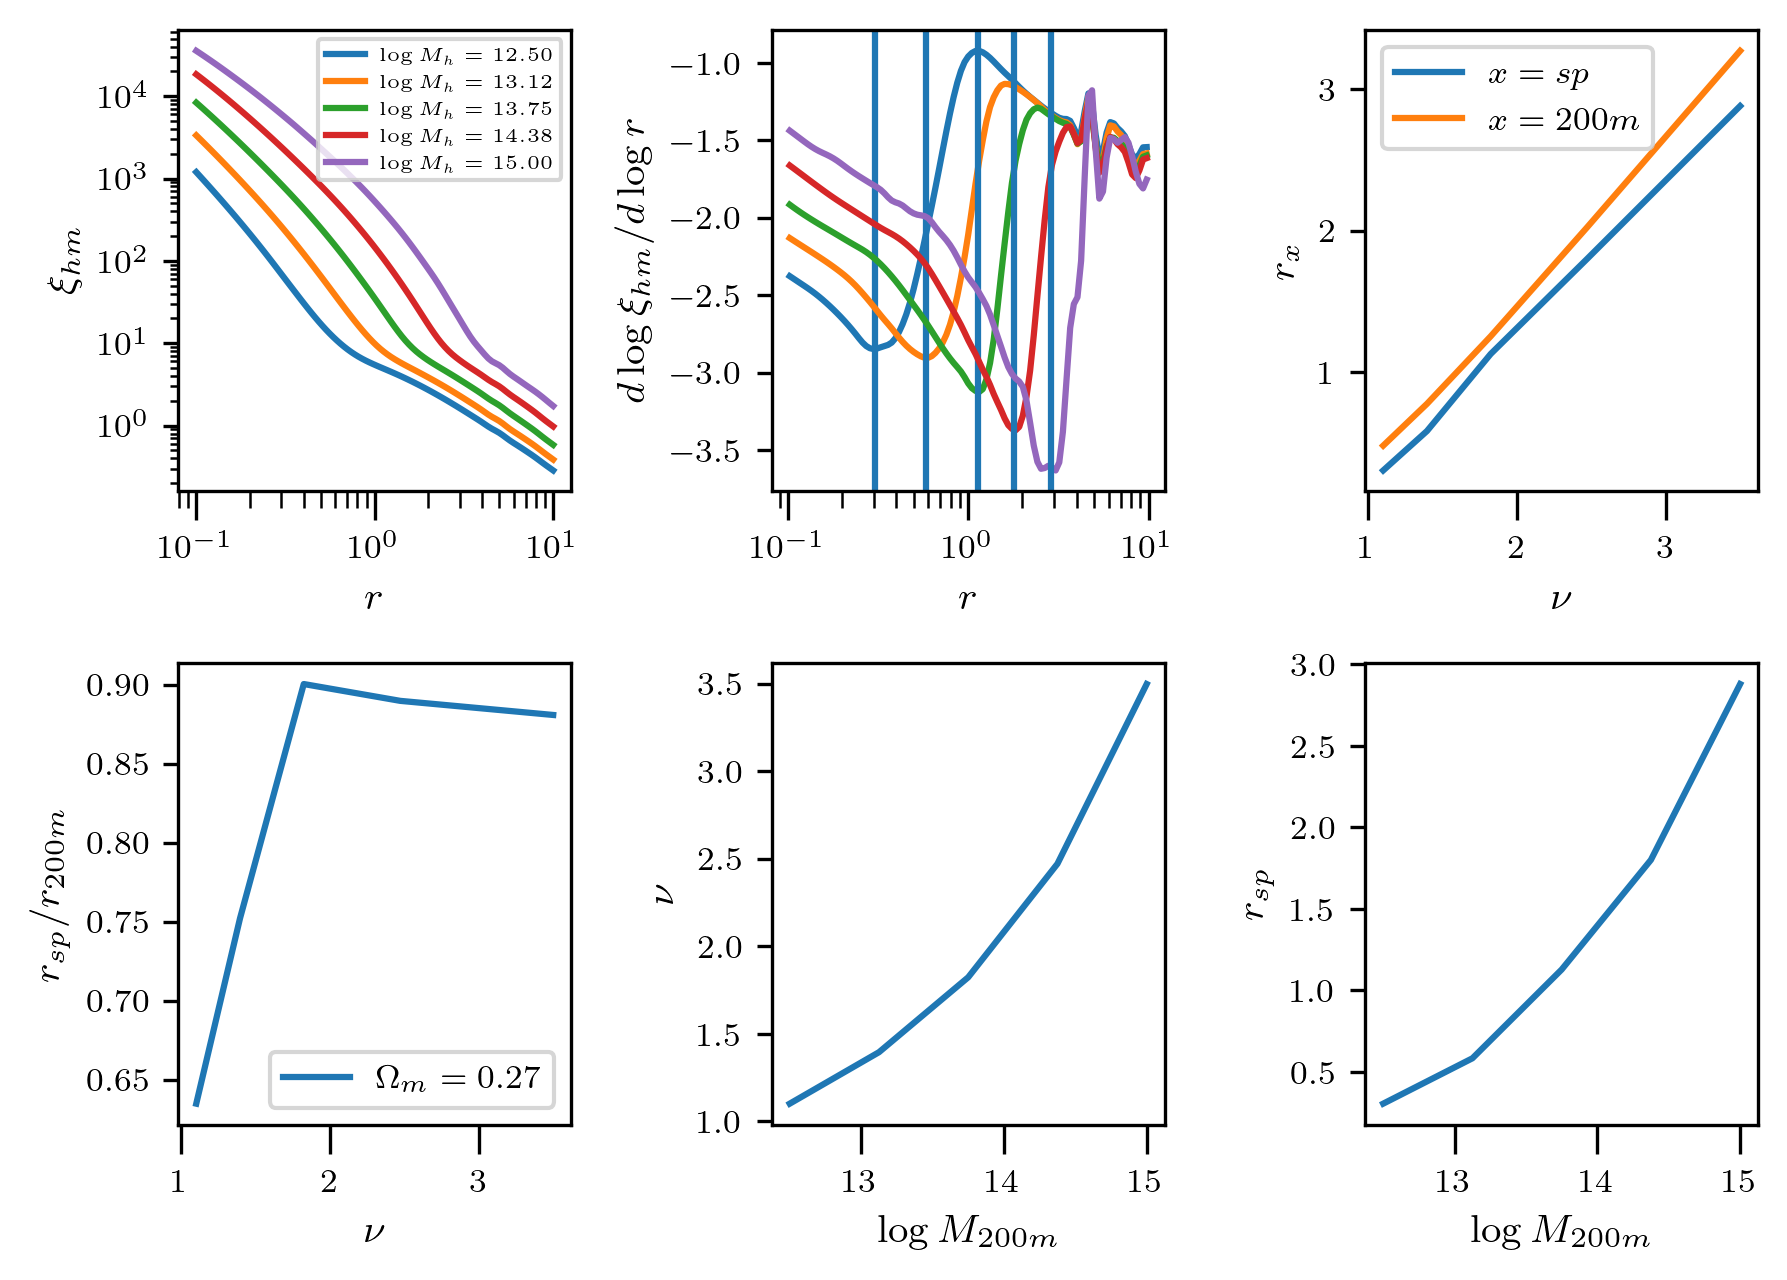 log M_h = 12.50
log M_h = 13.12
log M_h = 13.75
log M_h = 14.38
log M_h = 15.00
10^4
10^3
10^2
10^1
10^0
ξ_hm
10^-1 10^0 10^1
r
−1.0
−1.5
−2.0
−2.5
−3.0
−3.5
d log ξ_hm/d log r
10^-1 10^0 10^1
r
x = sp
x = 200m
3
2
1
r_x
1 2 3
ν
0.90
0.85
0.80
0.75
0.70
0.65
r_sp/r_200m
Ω_m = 0.27
1 2 3
ν
3.5
3.0
2.5
2.0
1.5
1.0
ν
13 14 15
log M_200m
3.0
2.5
2.0
1.5
1.0
0.5
r_sp
13 14 15
log M_200m